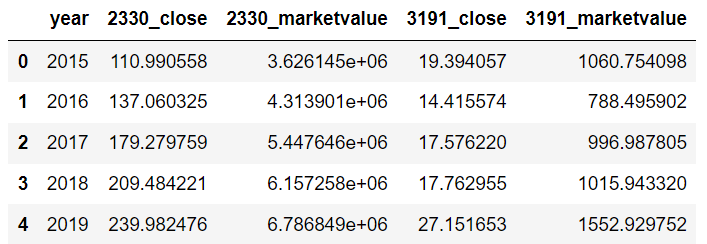 year 2330_close 2330_marketvalue 3191_close 3191_marketvalue
0 2015 110.990558 3.626145e+06 19.394057 1060.754098
1 2016 137.060325 4.313901e+06 14.415574 788.495902
2 2017 179.279759 5.447646e+06 17.576220 996.987805
3 2018 209.484221 6.157258e+06 17.762955 1015.943320
4 2019 239.982476 6.786849e+06 27.151653 1552.929752